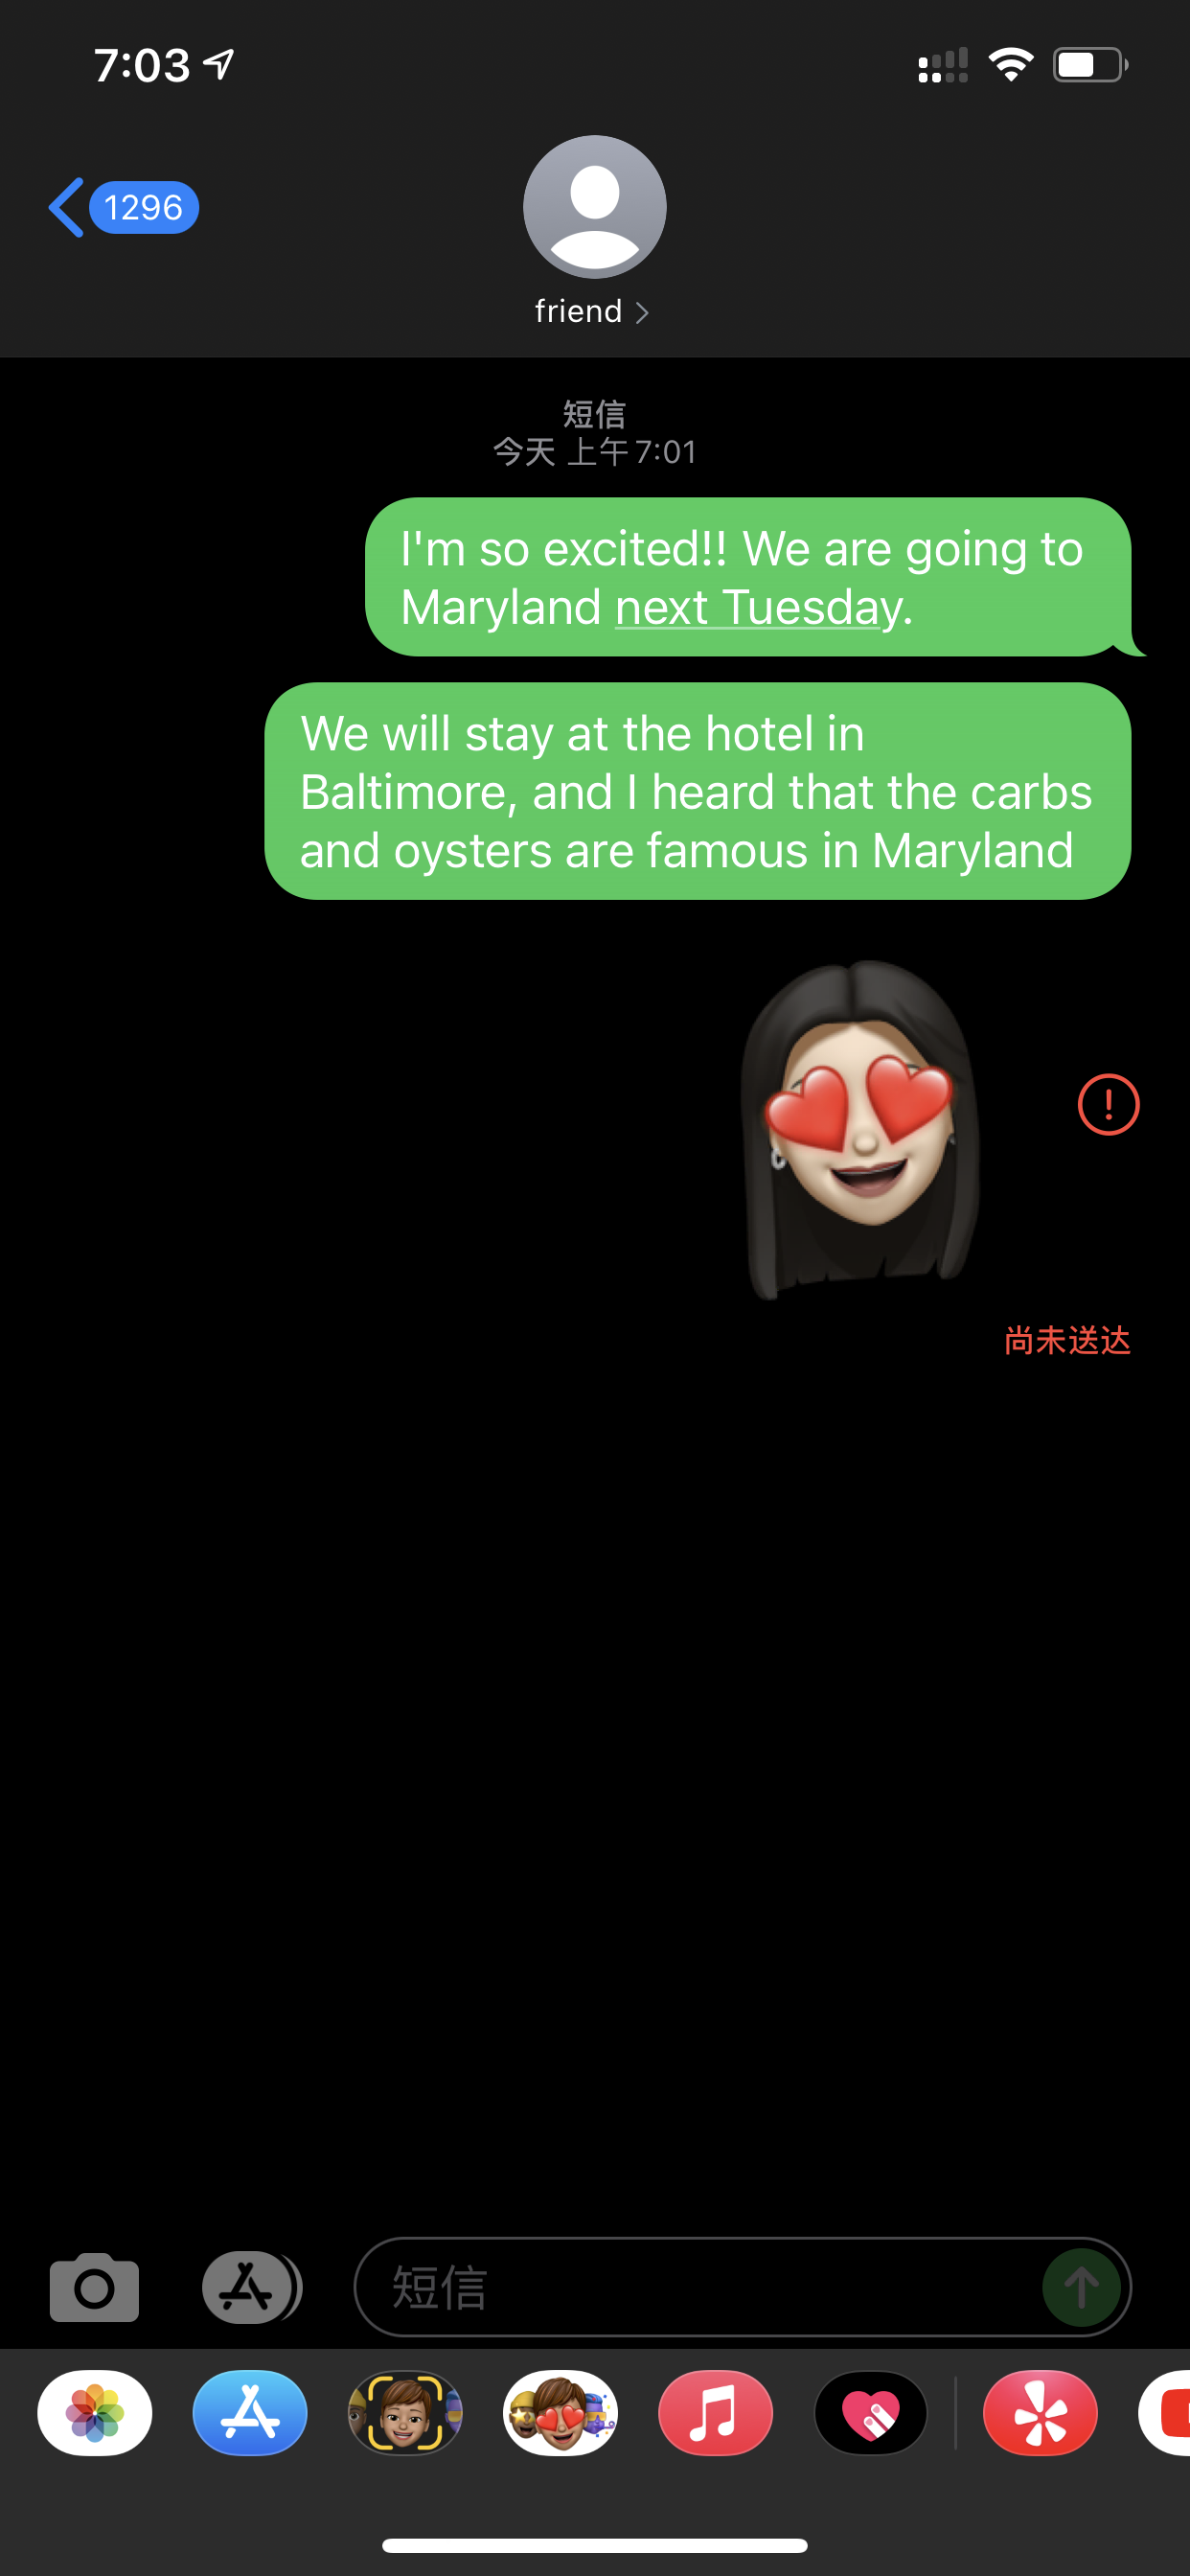 7:03
1296
friend
短信
今天 上午 7:01
I'm so excited!! We are going to
Maryland next Tuesday.
We will stay at the hotel in
Baltimore, and I heard that the carbs
and oysters are famous in Maryland
尚未送达
短信